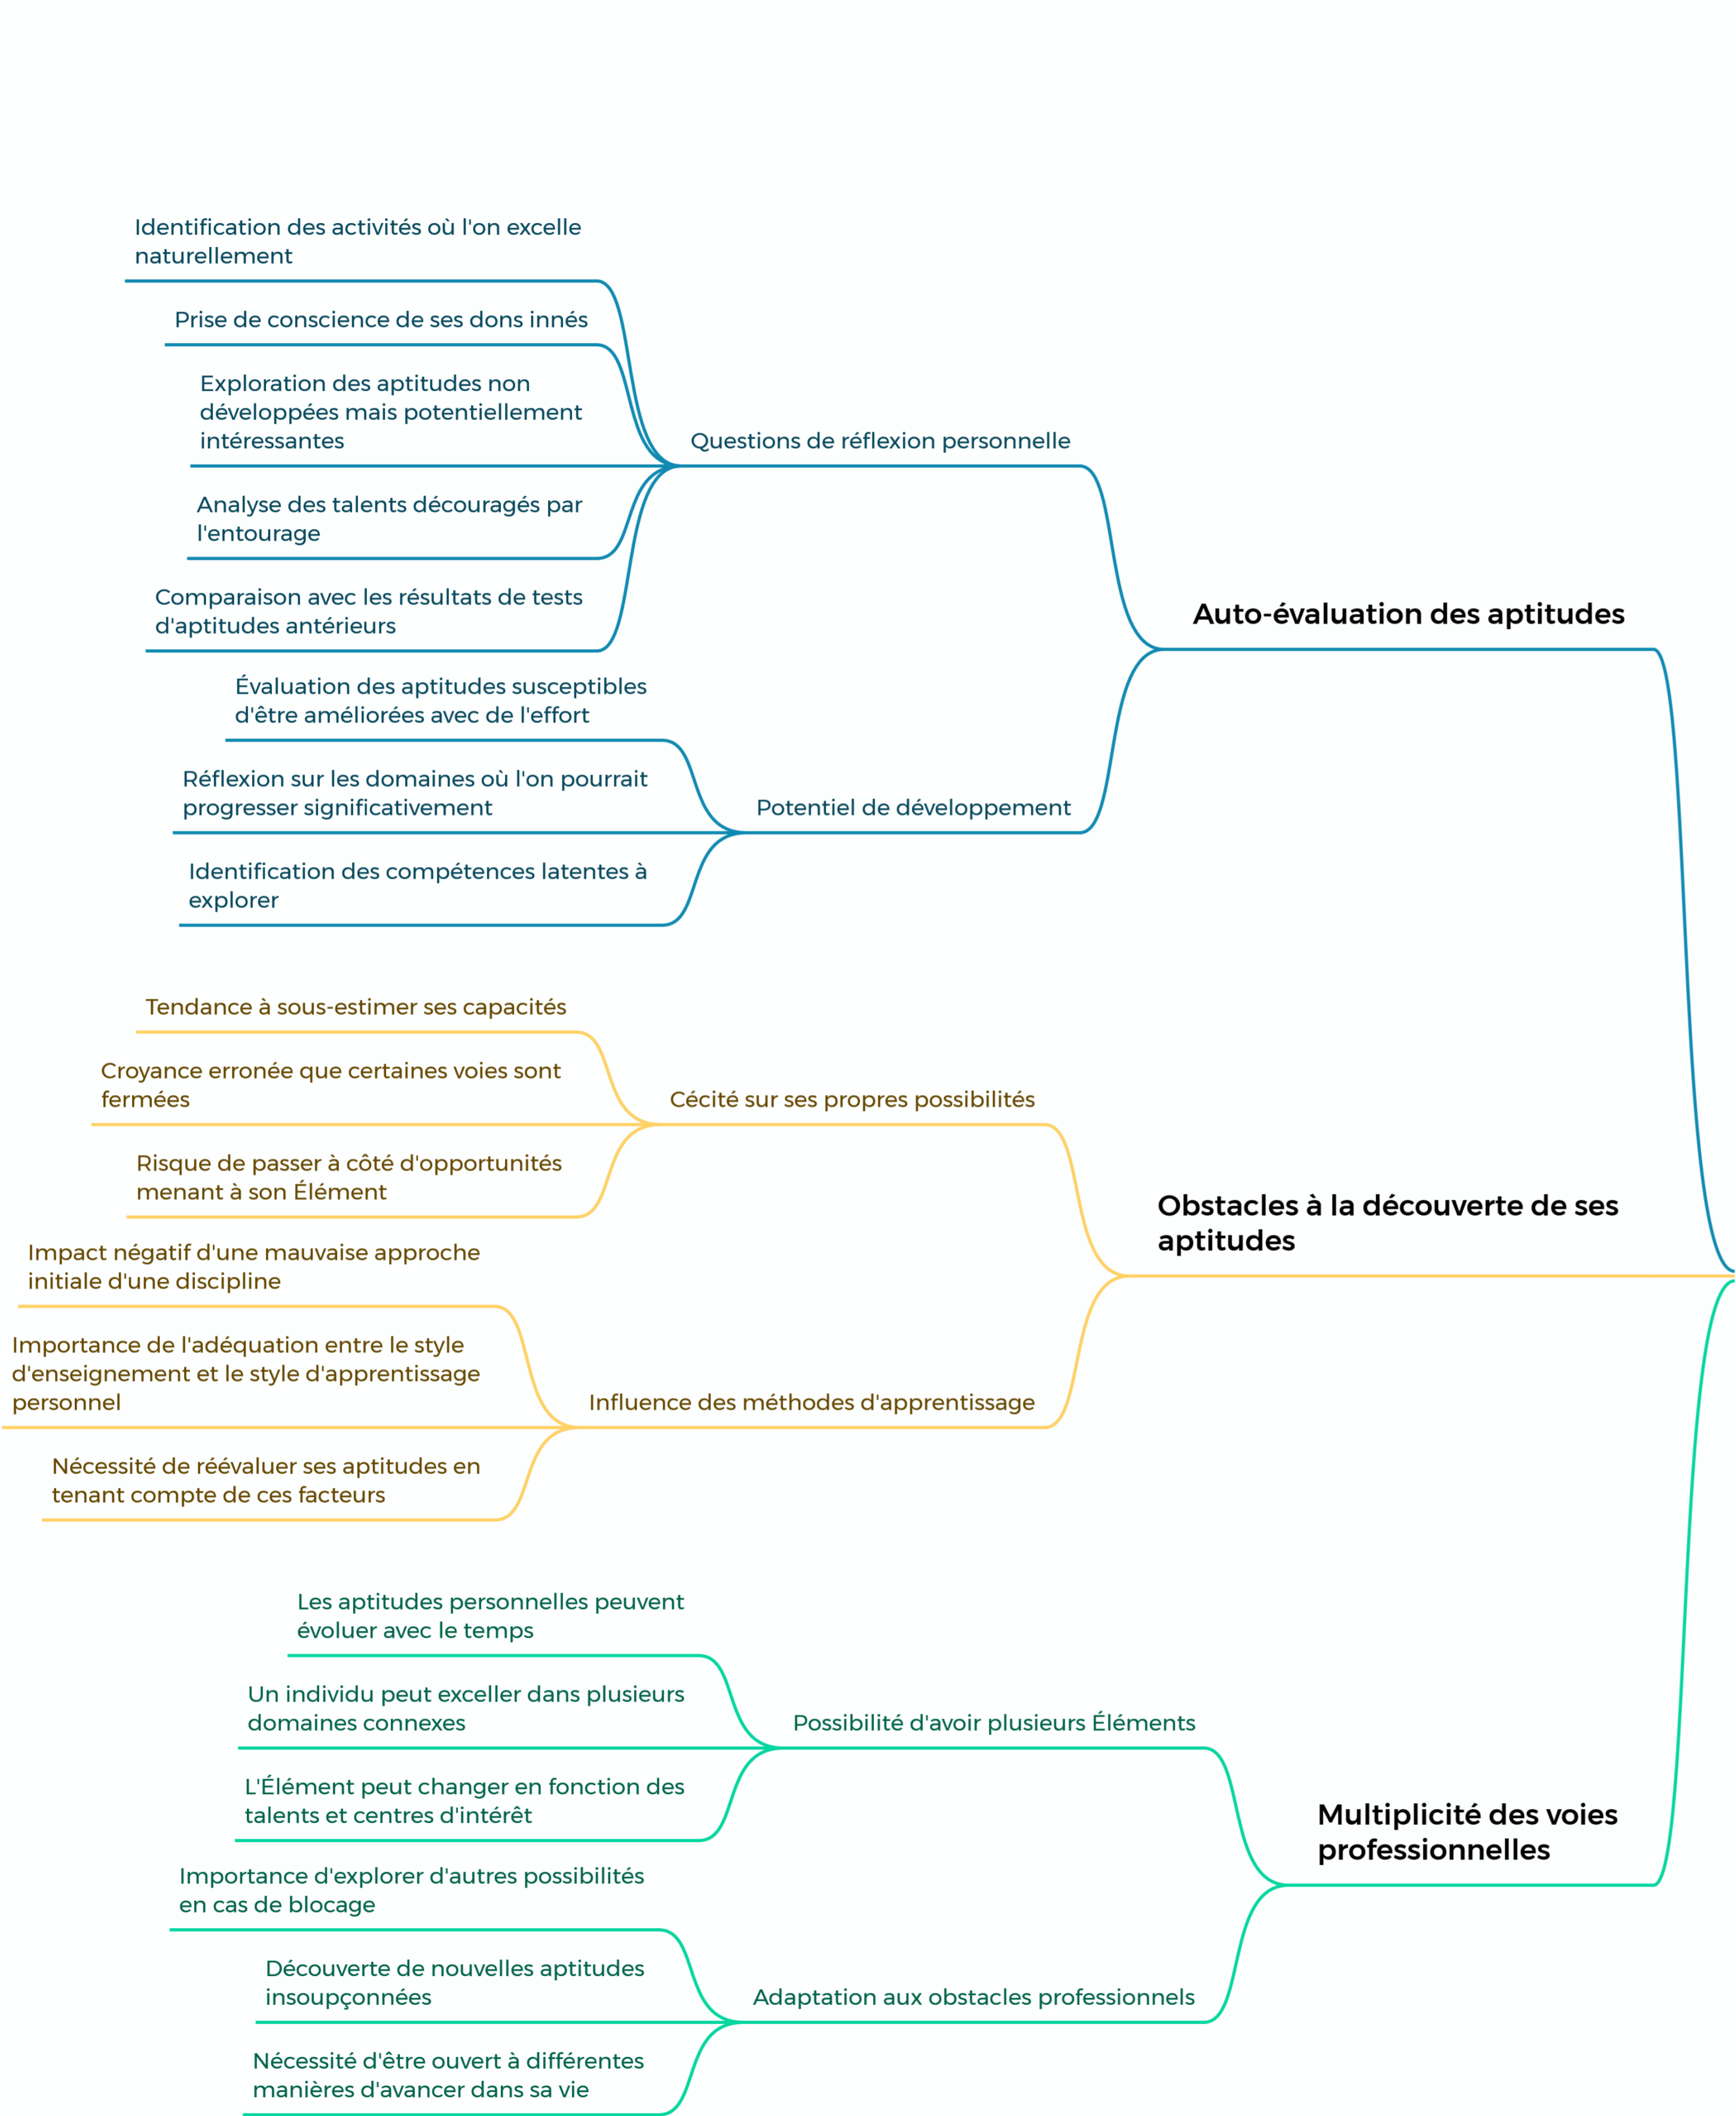 Identification des activités où l'on excelle
naturellement
Prise de conscience de ses dons innés
Exploration des aptitudes non
développées mais potentiellement
intéressantes
Questions de réflexion personnelle
Analyse des talents découragés par
l'entourage
Comparaison avec les résultats de tests
d'aptitudes antérieurs
Auto-évaluation des aptitudes
Évaluation des aptitudes susceptibles
d'être améliorées avec de l'effort
Réflexion sur les domaines où l'on pourrait
progresser significativement
Potentiel de développement
Identification des compétences latentes à
explorer
Tendance à sous-estimer ses capacités
Croyance erronée que certaines voies sont
fermées
Cécité sur ses propres possibilités
Risque de passer à côté d'opportunités
menant à son Élément
Obstacles à la découverte de ses
aptitudes
Impact négatif d'une mauvaise approche
initiale d'une discipline
Importance de l'adéquation entre le style
d'enseignement et le style d'apprentissage
personnel
Influence des méthodes d'apprentissage
Nécessité de réévaluer ses aptitudes en
tenant compte de ces facteurs
Les aptitudes personnelles peuvent
évoluer avec le temps
Un individu peut exceller dans plusieurs
domaines connexes
Possibilité d'avoir plusieurs Éléments
L'Élément peut changer en fonction des
talents et centres d'intérêt
Multiplicité des voies
professionnelles
Importance d'explorer d'autres possibilités
en cas de blocage
Découverte de nouvelles aptitudes
insoupçonnées
Adaptation aux obstacles professionnels
Nécessité d'être ouvert à différentes
manières d'avancer dans sa vie